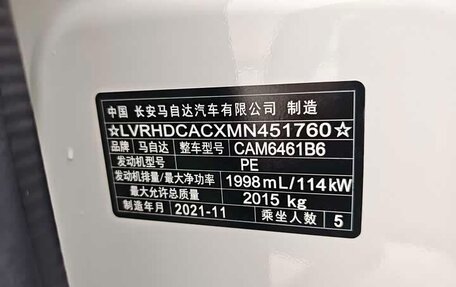 中国 长安马自达汽车有限公司 制造
☆LVRHDCACXMN451760☆
品牌 马自达 整车型号 CAM6461B6
发动机型号 PE
发动机排量/最大净功率 1998mL/114kW
最大允许总质量 2015 kg
制造年月 2021-11 乘坐人数 5